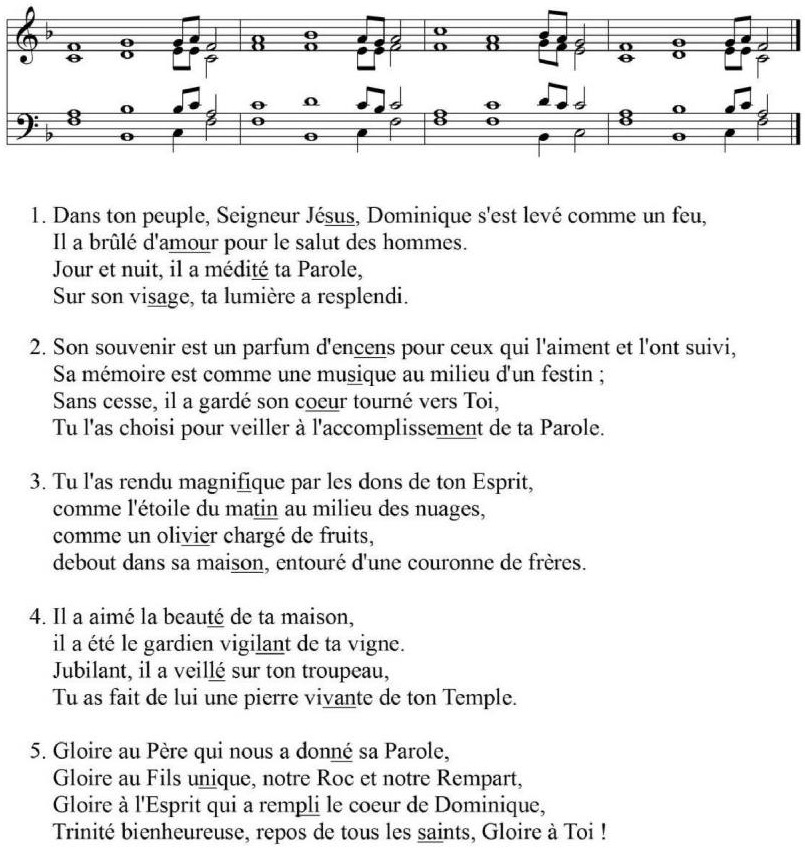 1. Dans ton peuple, Seigneur Jésus, Dominique s'est levé comme un feu,
Il a brûlé d'amour pour le salut des hommes.
Jour et nuit, il a médité ta Parole,
Sur son visage, ta lumière a resplendi.
2. Son souvenir est un parfum d'encens pour ceux qui l'aiment et l'ont suivi,
Sa mémoire est comme une musique au milieu d'un festin ;
Sans cesse, il a gardé son coeur tourné vers Toi,
Tu l'as choisi pour veiller à l'accomplissement de ta Parole.
3. Tu l'as rendu magnifique par les dons de ton Esprit,
comme l'étoile du matin au milieu des nuages,
comme un olivier chargé de fruits,
debout dans sa maison, entouré d'une couronne de frères.
4. Il a aimé la beauté de ta maison,
il a été le gardien vigilant de ta vigne.
Jubilant, il a veillé sur ton troupeau,
Tu as fait de lui une pierre vivante de ton Temple.
5. Gloire au Père qui nous a donné sa Parole,
Gloire au Fils unique, notre Roc et notre Rempart,
Gloire à l'Esprit qui a rempli le coeur de Dominique,
Trinité bienheureuse, repos de tous les saints, Gloire à Toi !